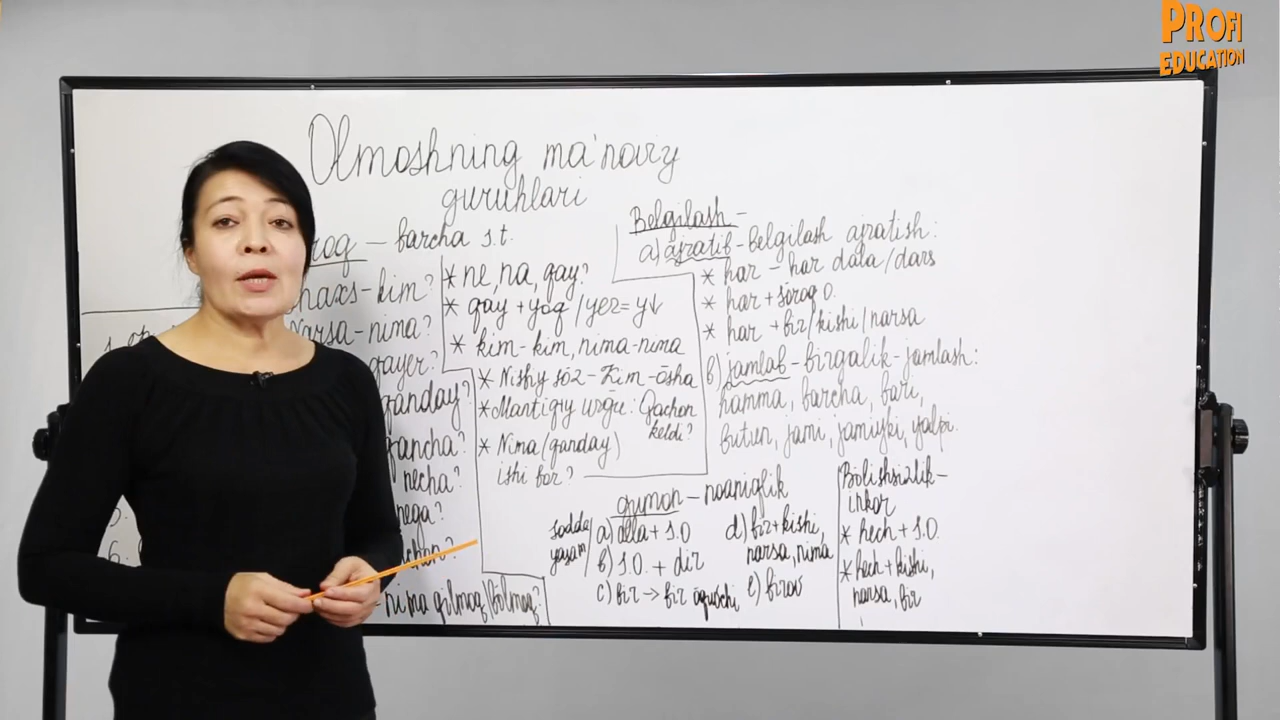 PROFI
EDUCATION
Olmoshning ma'naviy
guruhlari
roq – barcha s.t.
haxs-kim?
Narsa-nima?
qayer?
qanday?
qancha?
necha?
nega?
achon?
nima qilmoq/bo'lmoq?
* ne, na, qay?
* qay + yoq / yer = y↓
* kim-kim, nima-nima
* Nisbiy so'z – Kim-o'sha
* Mantiqiy urg'u: Qachon
keldi?
* Nima (qanday)
ishi bor?
Belgilash –
a) ajratib-belgilash ajratish:
* har – har dala/dars
* har + so'roq o.
* har + bir/kishi/narsa
b) jamlab-birgalik-jamlash:
hamma, barcha, bari,
butun, jami, jamiyki, yalpi.
gumon – noaniqlik
sodda
yasam
a) alla + S.O.
b) S.O. + dir
c) bir → bir o'quvchi
d) bir + kishi,
narsa, nima
e) birov
Bo'lishsizlik –
inkor
* hech + S.O.
* hech + kishi,
narsa, bir